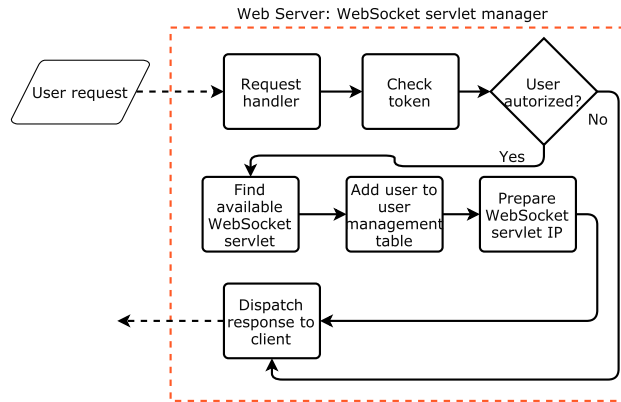 Web Server: WebSocket servlet manager
User request
Request
handler
Check
token
User
autorized?
No
Yes
Find
available
WebSocket
servlet
Add user to
user
management
table
Prepare
WebSocket
servlet IP
Dispatch
response to
client